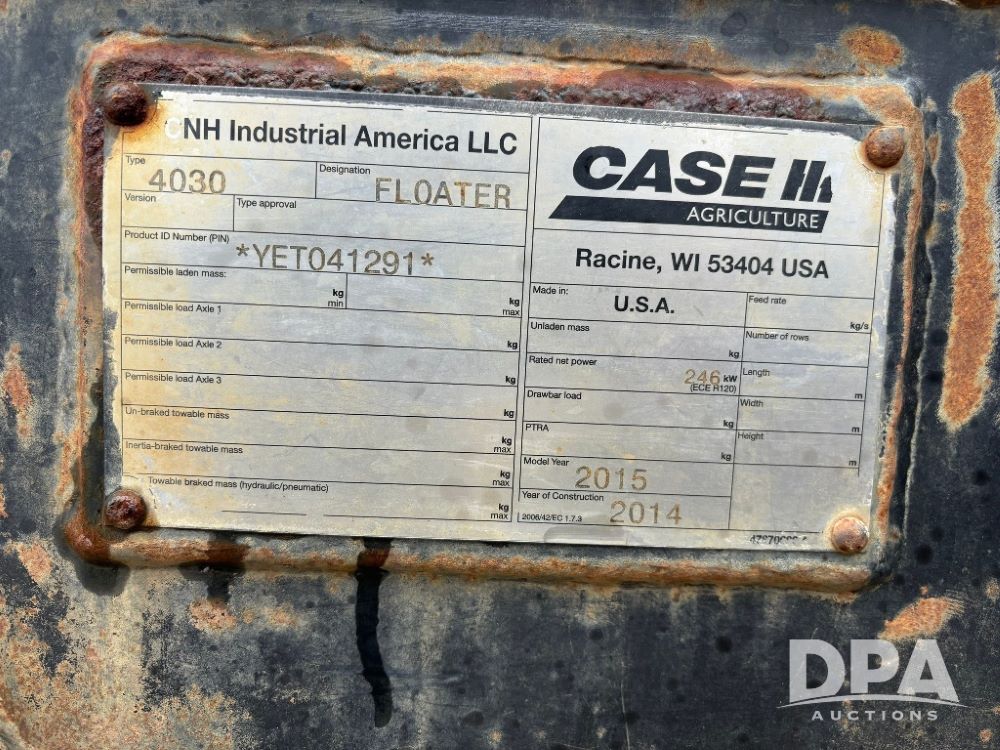 CNH Industrial America LLC
Type
4030
Designation
FLOATER
Version
Type approval
Product ID Number (PIN)
*YET041291*
Permissible laden mass:
kg
min
kg
max
Permissible load Axle 1
kg
Permissible load Axle 2
kg
Permissible load Axle 3
kg
Un-braked towable mass
kg
max
Inertia-braked towable mass
kg
max
Towable braked mass (hydraulic/pneumatic)
kg
max
CASE IH
AGRICULTURE
Racine, WI 53404 USA
Made in:
U.S.A.
Feed rate
kg/s
Unladen mass
kg
Number of rows
Rated net power
246 kW
(ECE R120)
Length
m
Drawbar load
kg
Width
m
PTRA
kg
Height
m
Model Year
2015
Year of Construction
2014
2006/42/EC 1.7.3
DPA
AUCTIONS